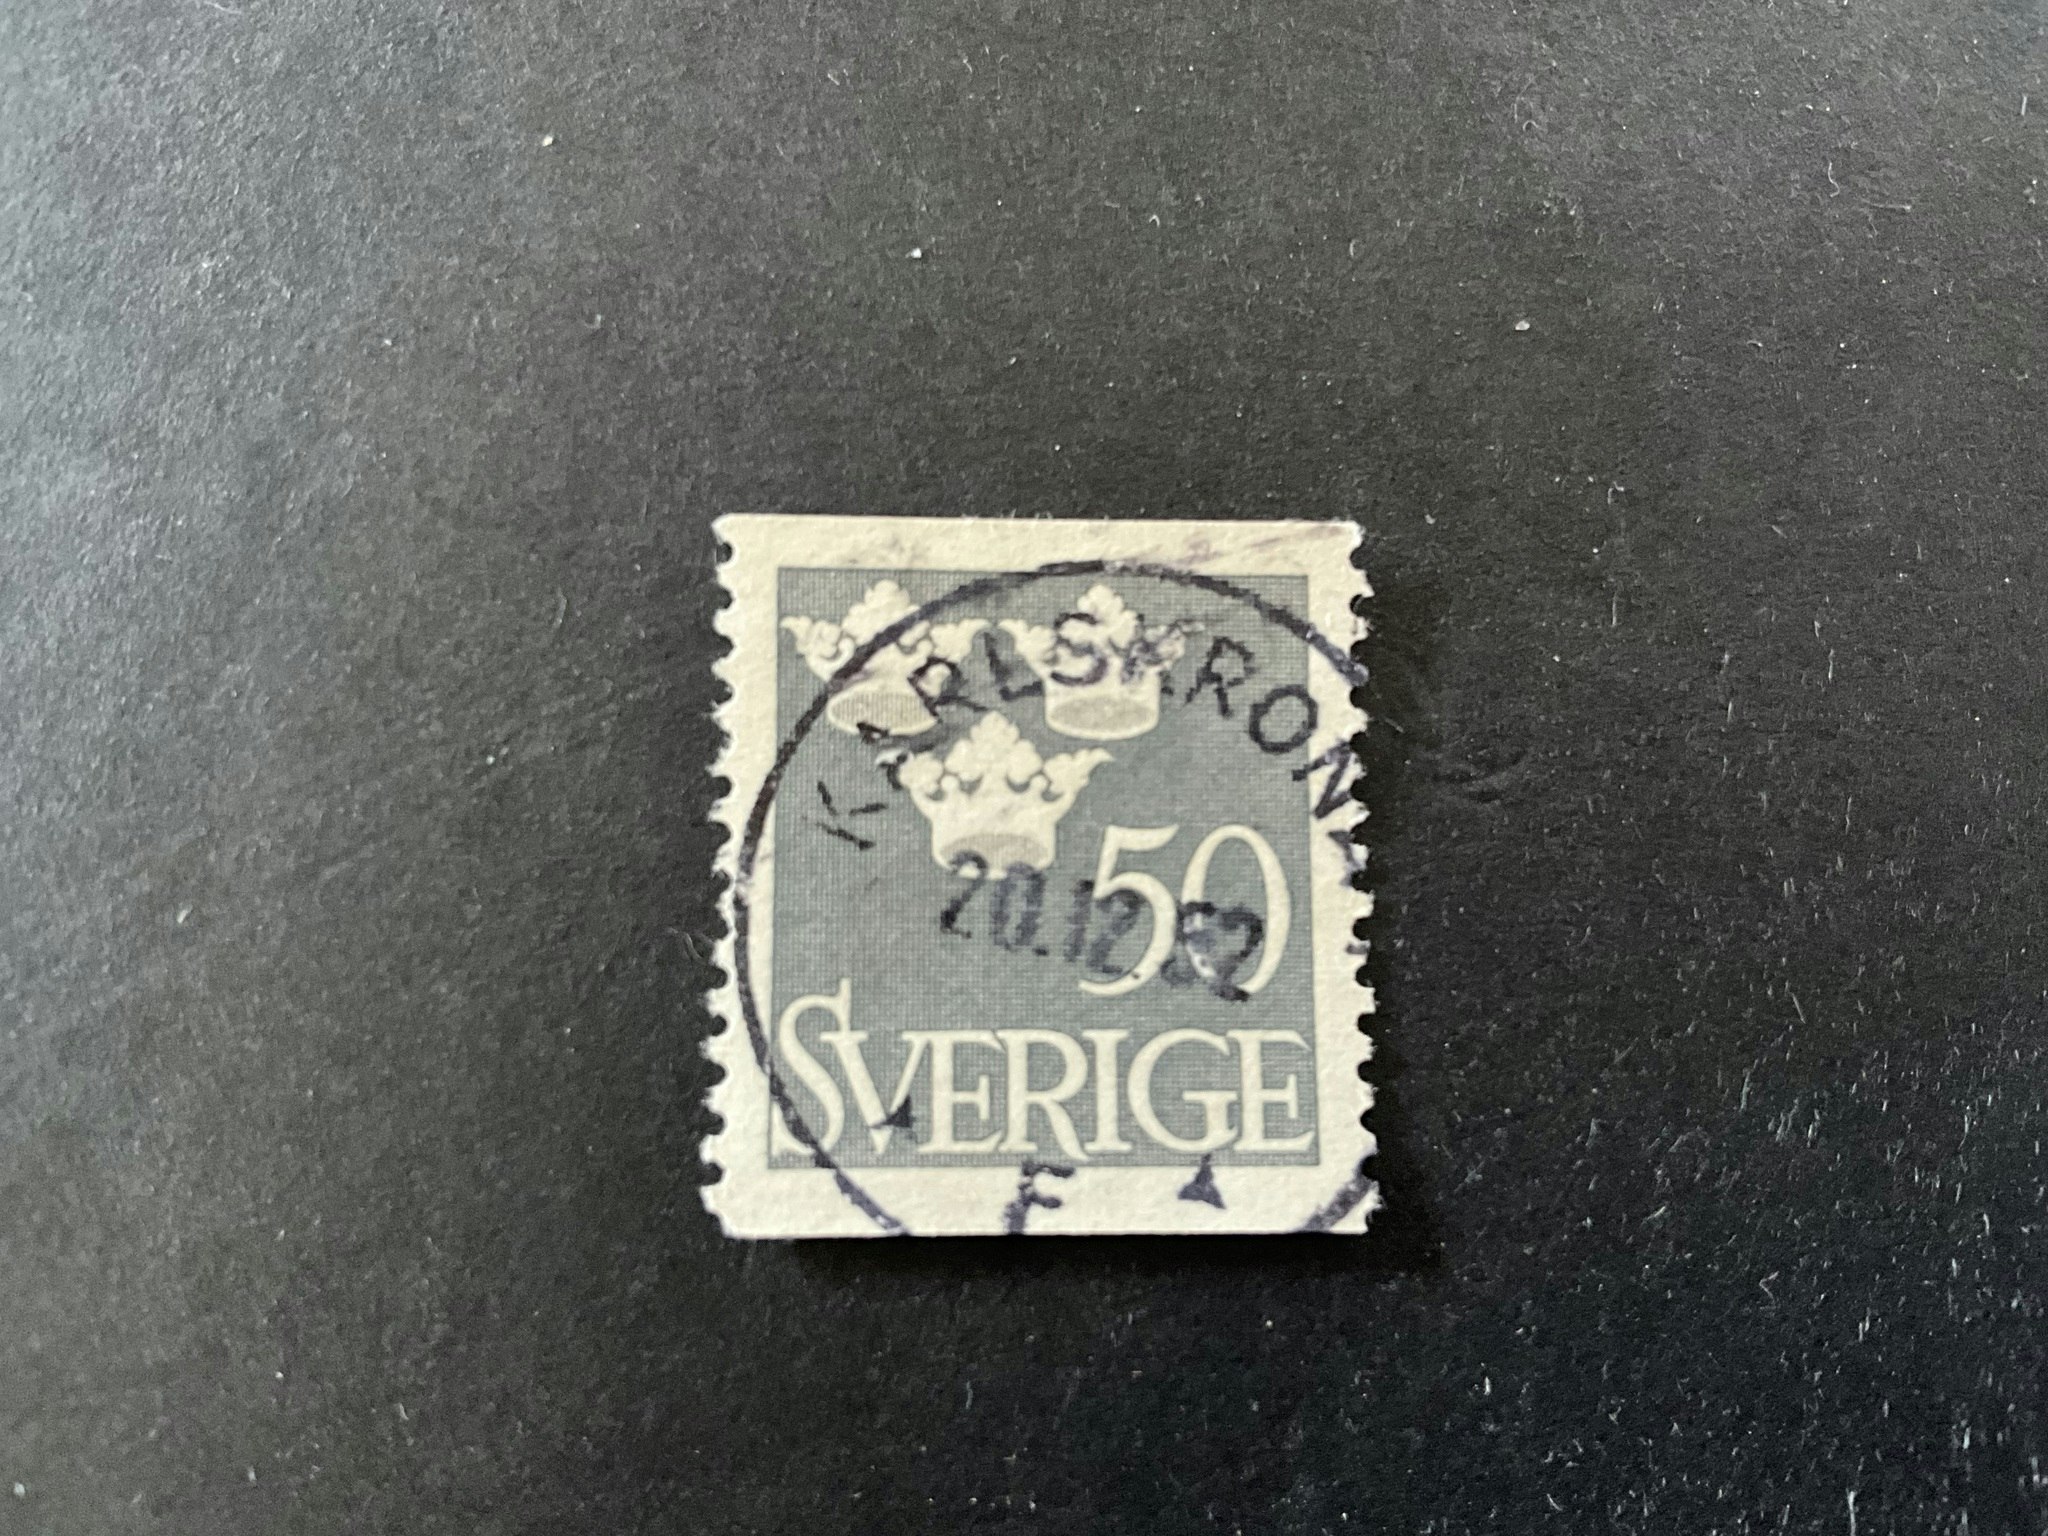 KARLSKRONA
50
20.12.52
SVERIGE
F